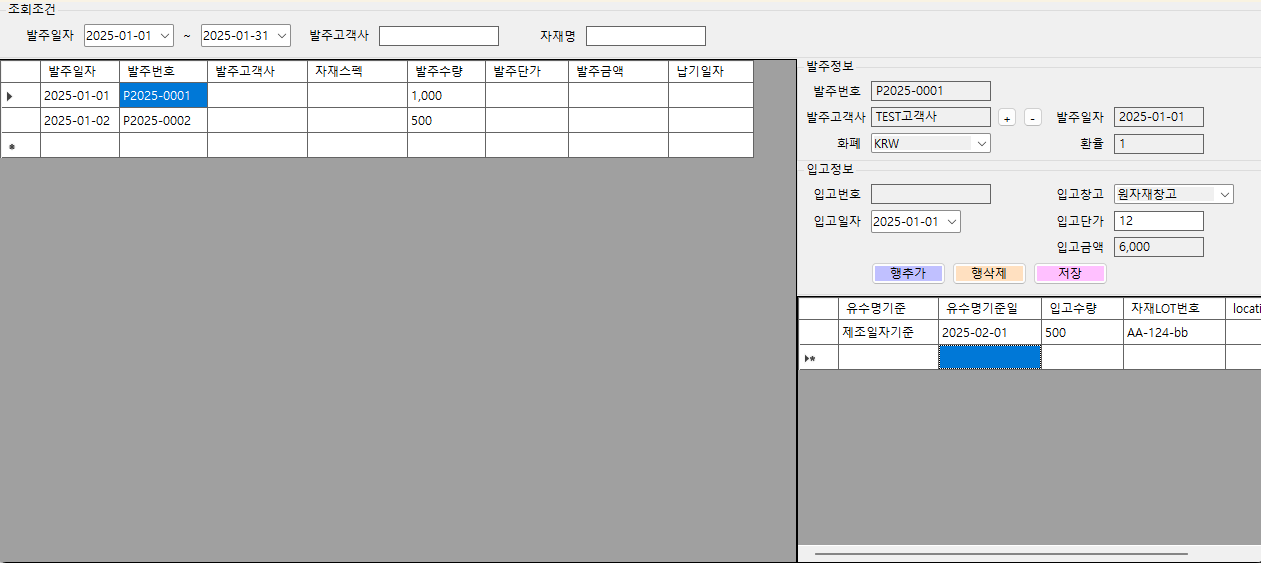 조회조건
발주일자 2025-01-01 ~ 2025-01-31 발주고객사 자재명
발주일자 발주번호 발주고객사 자재스펙 발주수량 발주단가 발주금액 납기일자
2025-01-01 P2025-0001 1,000
2025-01-02 P2025-0002 500
발주정보
발주번호 P2025-0001
발주고객사 TEST고객사 + - 발주일자 2025-01-01
화폐 KRW 환율 1
입고정보
입고번호 입고창고 원자재창고
입고일자 2025-01-01 입고단가 12
입고금액 6,000
행추가 행삭제 저장
유수명기준 유수명기준일 입고수량 자재LOT번호 locati
제조일자기준 2025-02-01 500 AA-124-bb